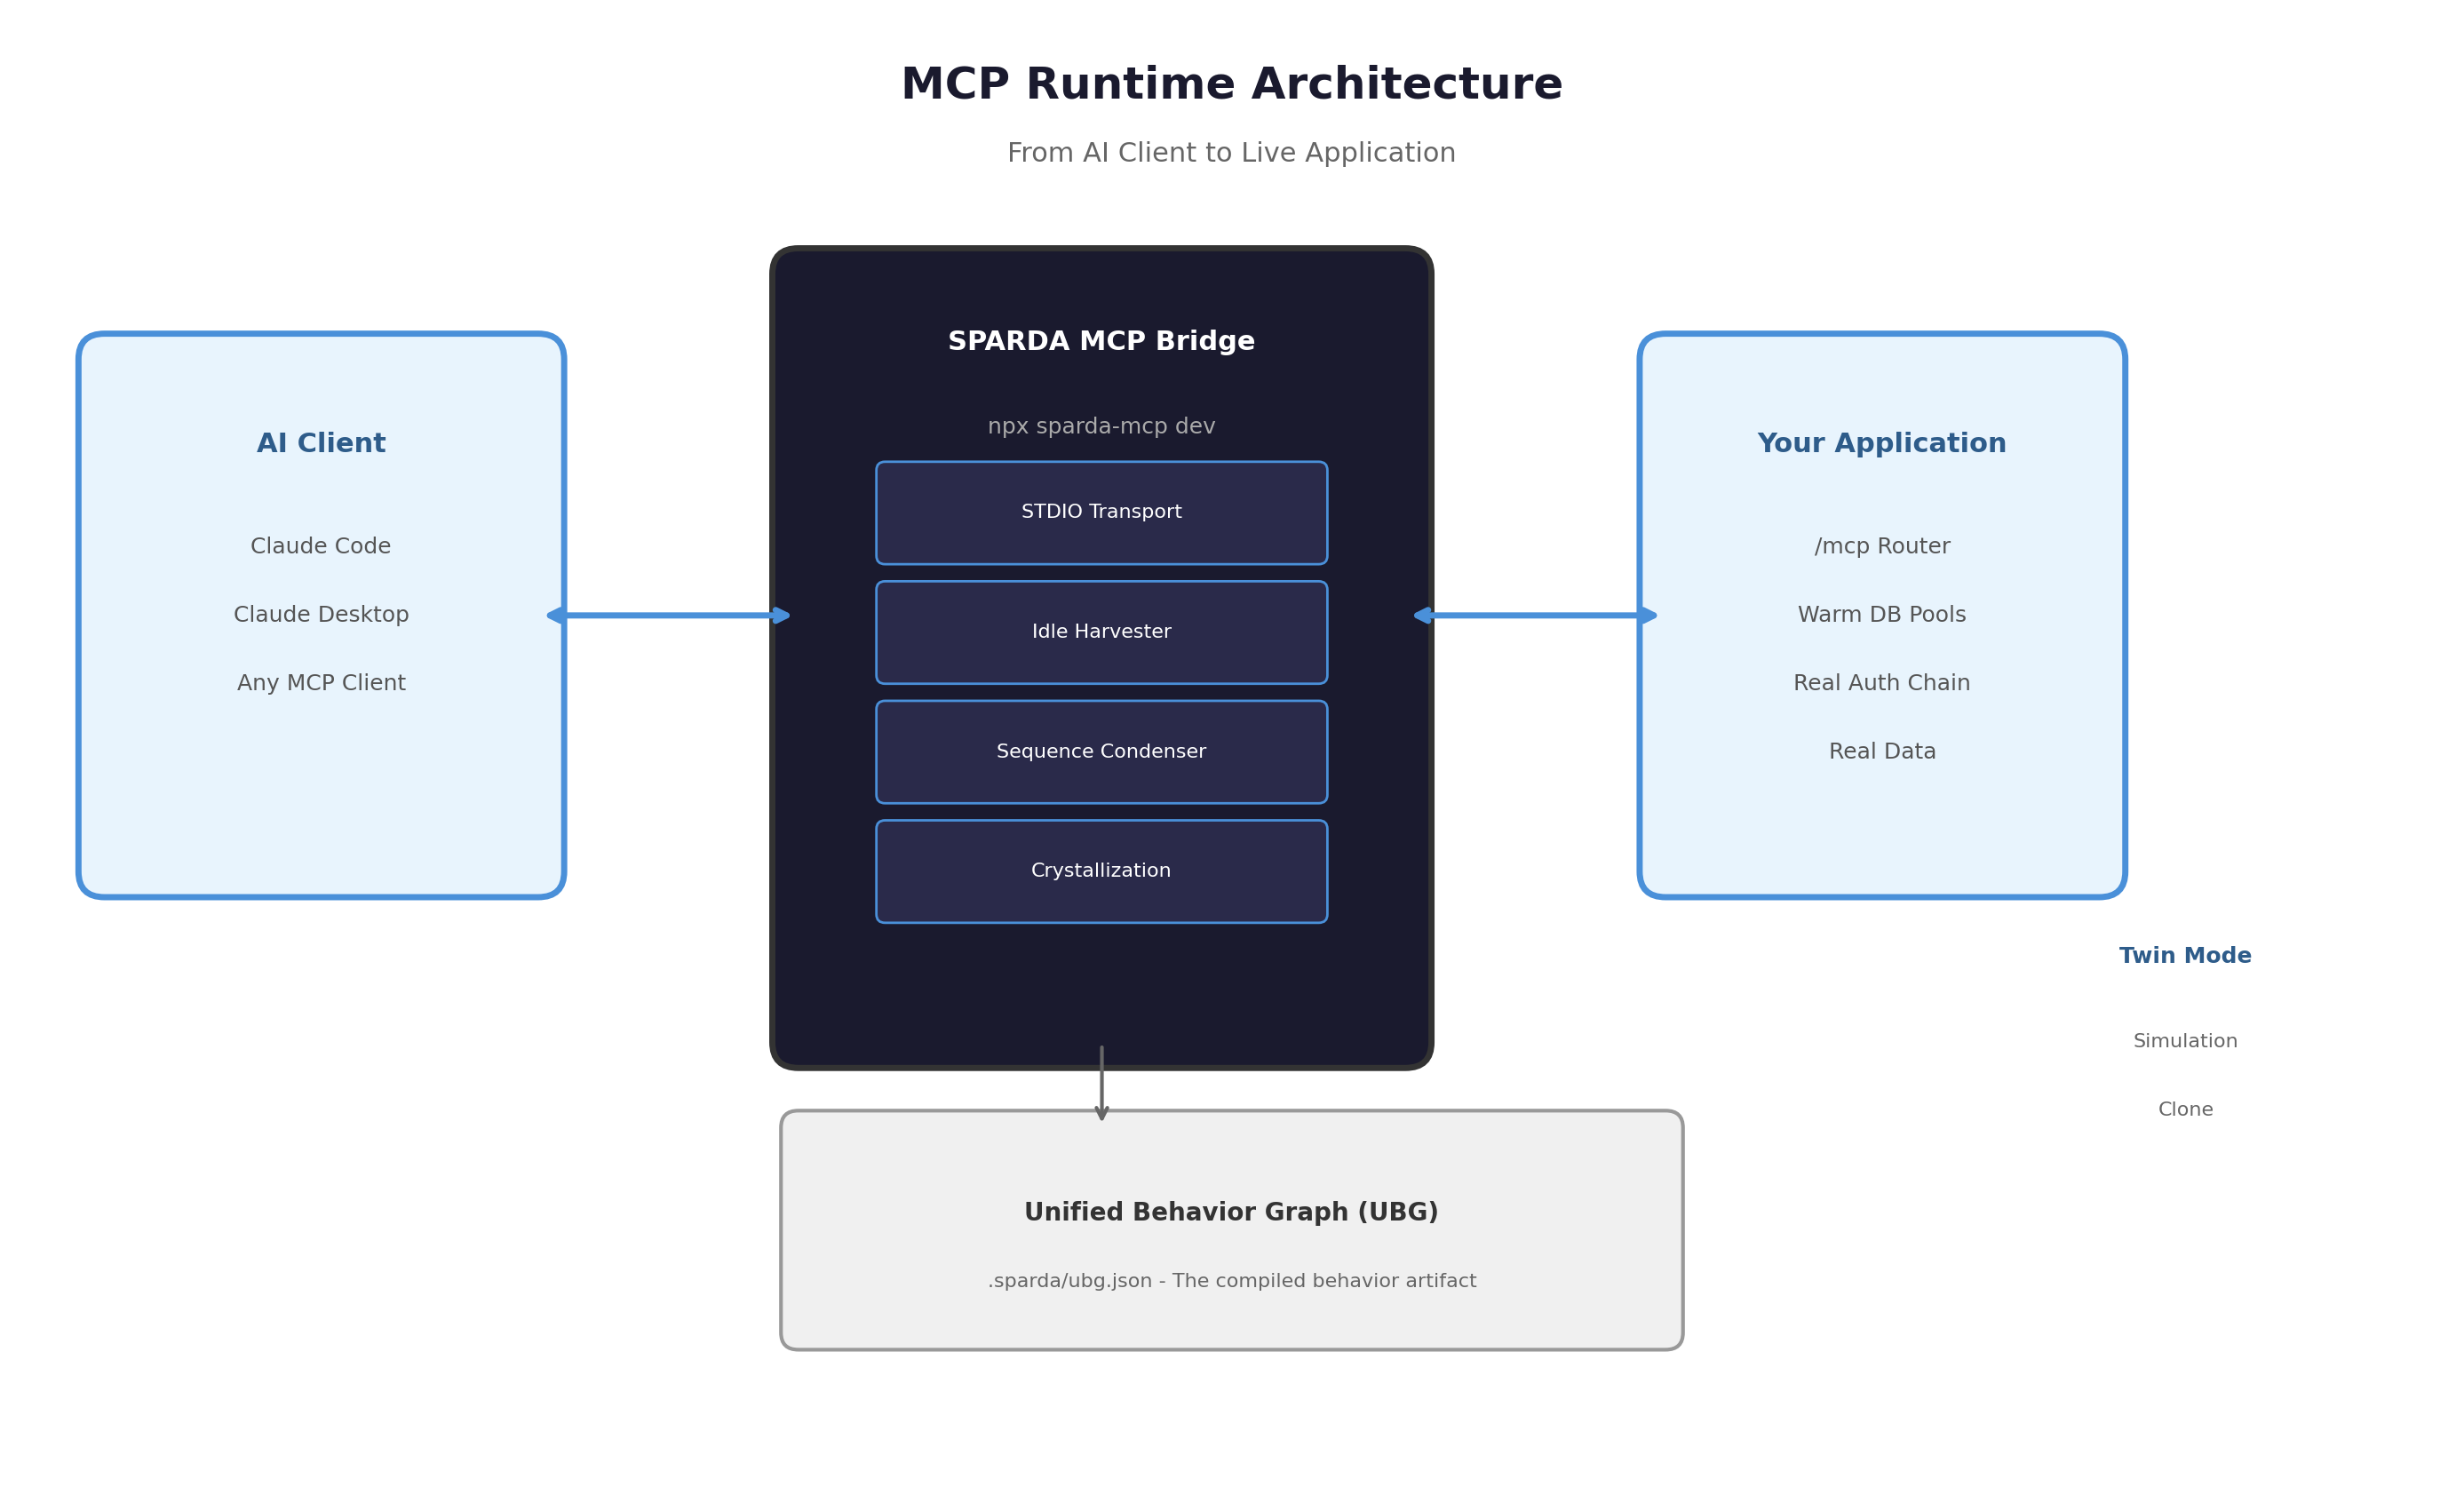 MCP Runtime Architecture
From AI Client to Live Application
AI Client
Claude Code
Claude Desktop
Any MCP Client
SPARDA MCP Bridge
npx sparda-mcp dev
STDIO Transport
Idle Harvester
Sequence Condenser
Crystallization
Your Application
/mcp Router
Warm DB Pools
Real Auth Chain
Real Data
Twin Mode
Simulation
Clone
Unified Behavior Graph (UBG)
.sparda/ubg.json - The compiled behavior artifact